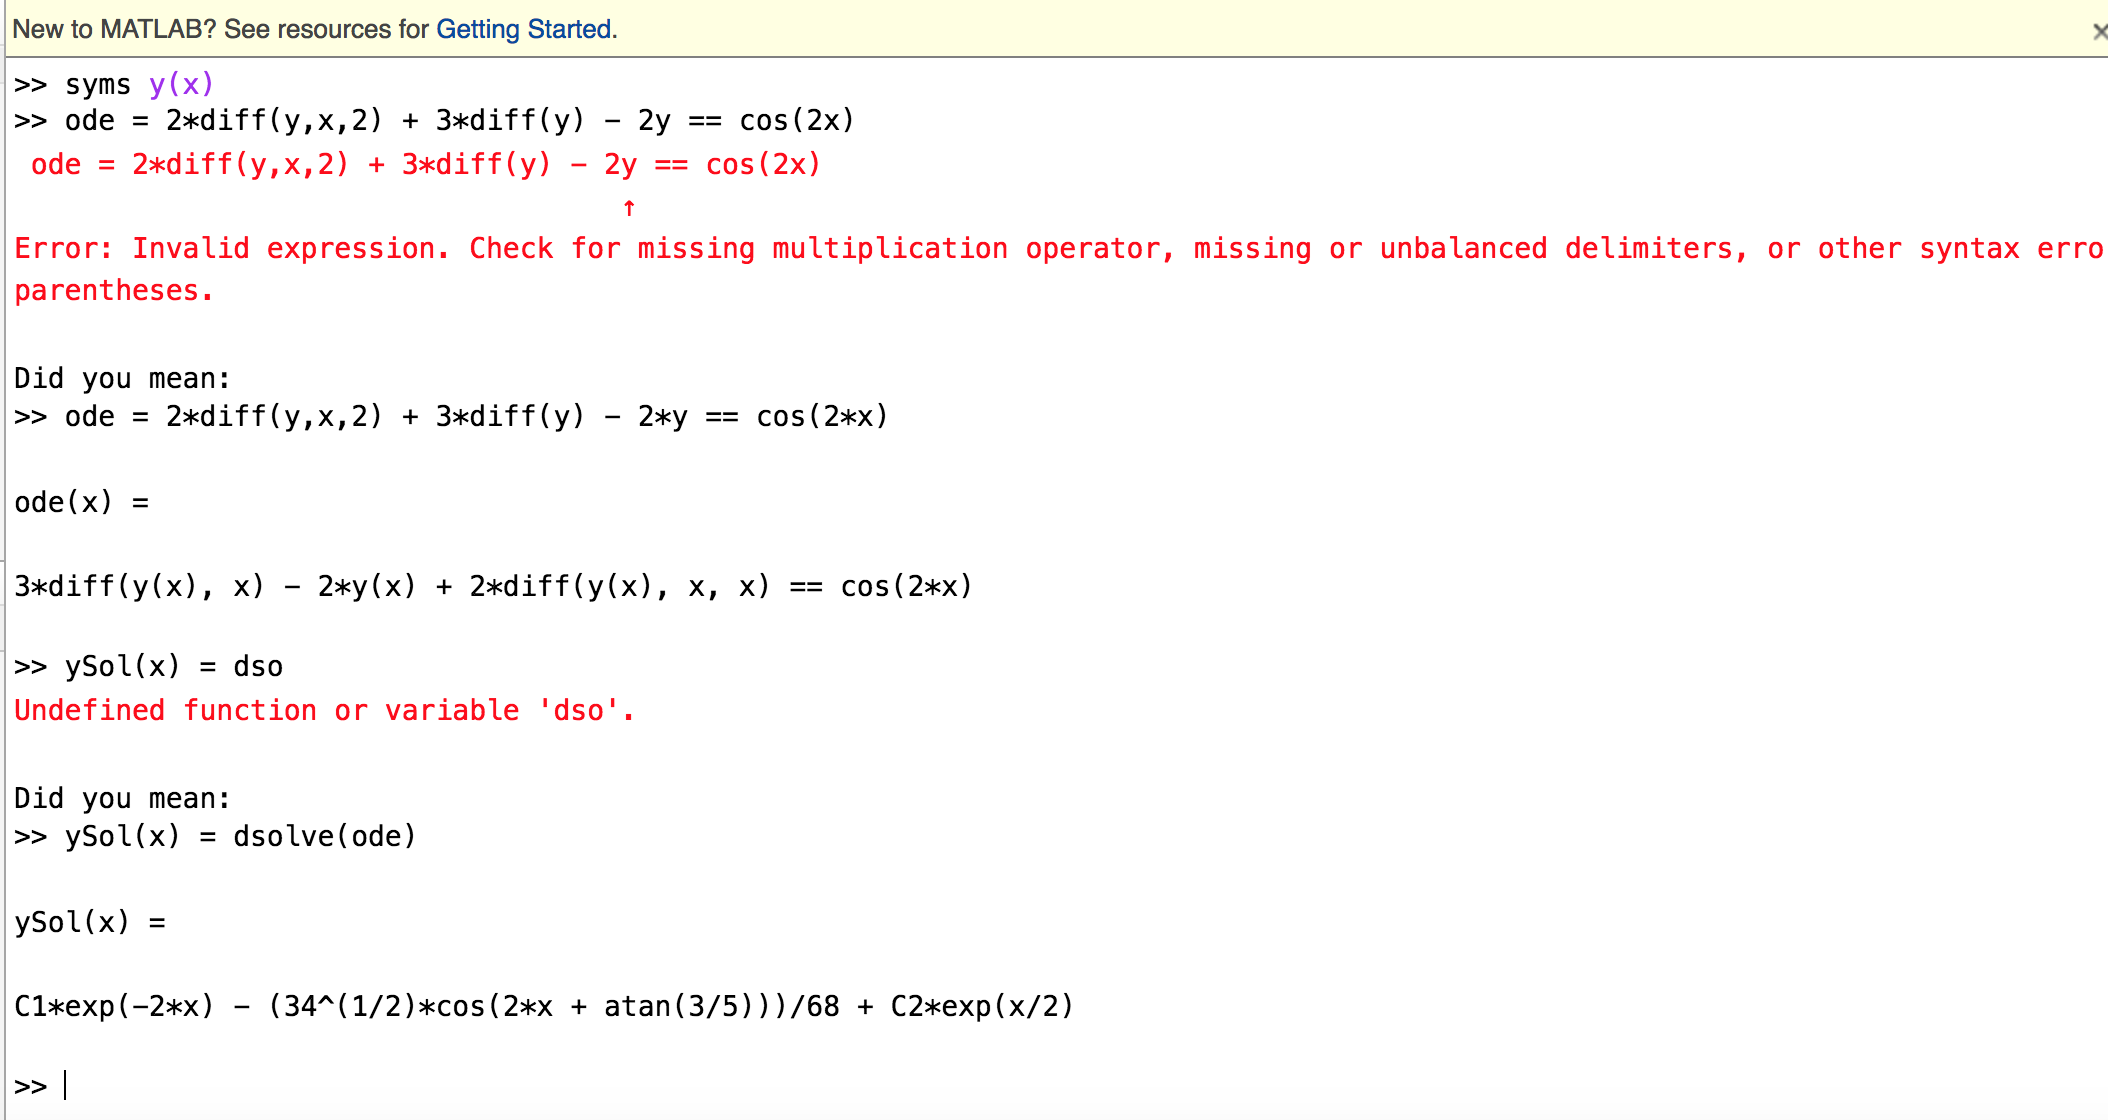 New to MATLAB? See resources for Getting Started.
>> syms y(x)
>> ode = 2*diff(y,x,2) + 3*diff(y) - 2y == cos(2x)
ode = 2*diff(y,x,2) + 3*diff(y) - 2y == cos(2x)
↑
Error: Invalid expression. Check for missing multiplication operator, missing or unbalanced delimiters, or other syntax erro
parentheses.
Did you mean:
>> ode = 2*diff(y,x,2) + 3*diff(y) - 2*y == cos(2*x)
ode(x) =
3*diff(y(x), x) - 2*y(x) + 2*diff(y(x), x, x) == cos(2*x)
>> ySol(x) = dso
Undefined function or variable 'dso'.
Did you mean:
>> ySol(x) = dsolve(ode)
ySol(x) =
C1*exp(-2*x) - (34^(1/2)*cos(2*x + atan(3/5)))/68 + C2*exp(x/2)
>>